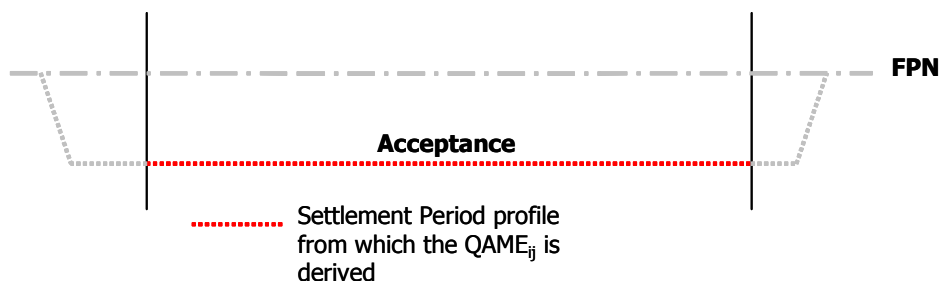 FPN
Acceptance
Settlement Period profile
from which the QAMEij is
derived